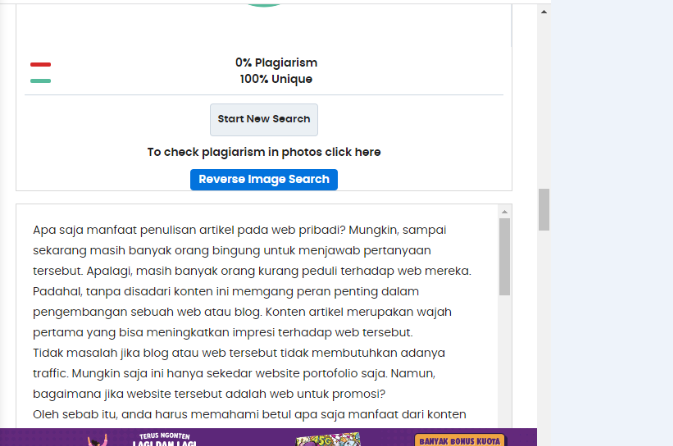 0% Plagiarism
100% Unique
Start New Search
To check plagiarism in photos click here
Reverse Image Search
Apa saja manfaat penulisan artikel pada web pribadi? Mungkin, sampai
sekarang masih banyak orang bingung untuk menjawab pertanyaan
tersebut. Apalagi, masih banyak orang kurang peduli terhadap web mereka.
Padahal, tanpa disadari konten ini memgang peran penting dalam
pengembangan sebuah web atau blog. Konten artikel merupakan wajah
pertama yang bisa meningkatkan impresi terhadap web tersebut.
Tidak masalah jika blog atau web tersebut tidak membutuhkan adanya
traffic. Mungkin saja ini hanya sekedar website portofolio saja. Namun,
bagaimana jika website tersebut adalah web untuk promosi?
Oleh sebab itu, anda harus memahami betul apa saja manfaat dari konten
TERUS NGONTEN
LAGI DAN LAGI
BANYAK BONUS KUOTA